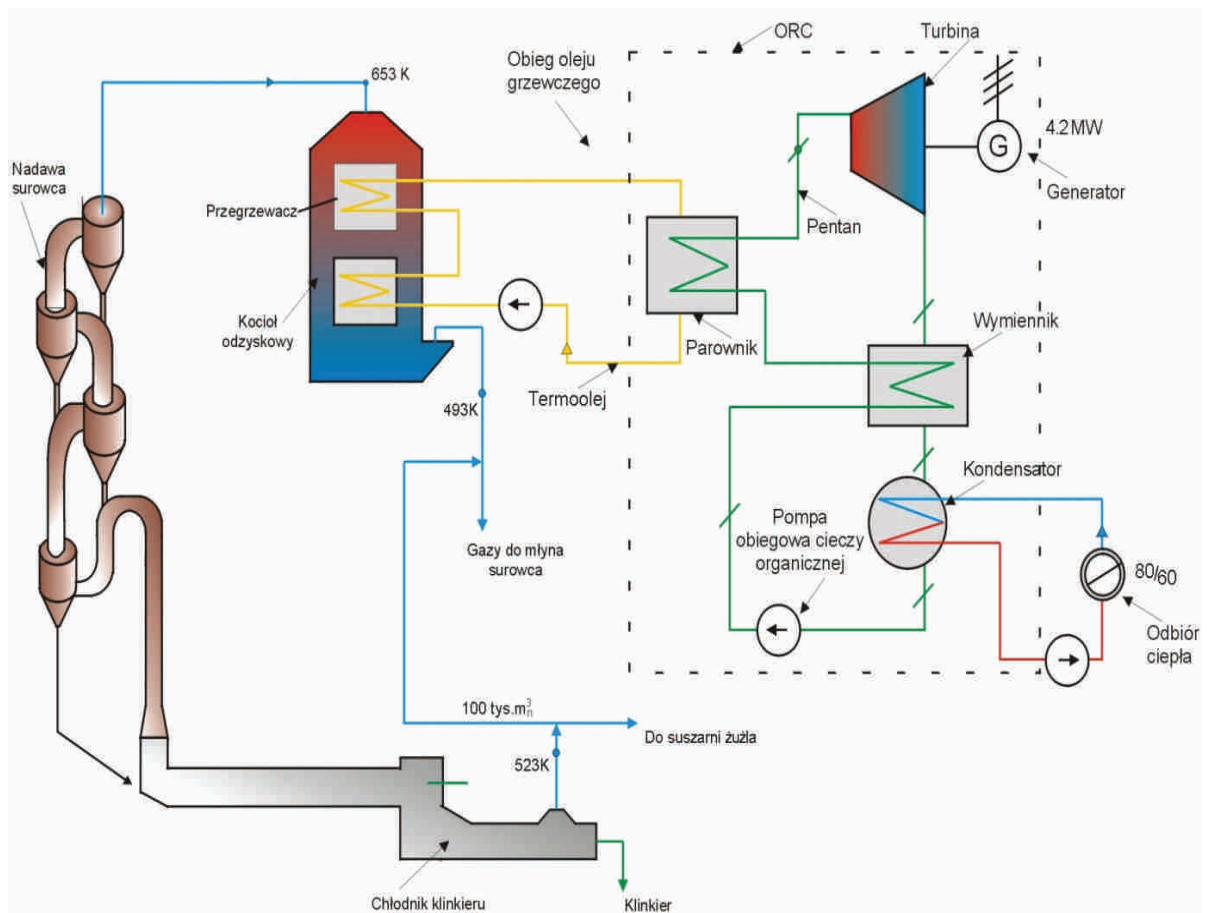 ORC
Turbina
Obieg oleju
grzewczego
653 K
4.2MW
G
Generator
Nadawa
surowca
Przegrzewacz
Pentan
Kocioł
odzyskowy
Parownik
Wymiennik
Termoolej
493K
Kondensator
Pompa
obiegowa cieczy
organicznej
Gazy do młyna
surowca
80/60
Odbiór
ciepła
100 tys.m³ₙ
Do suszarni żużla
523K
Chłodnik klinkieru
Klinkier